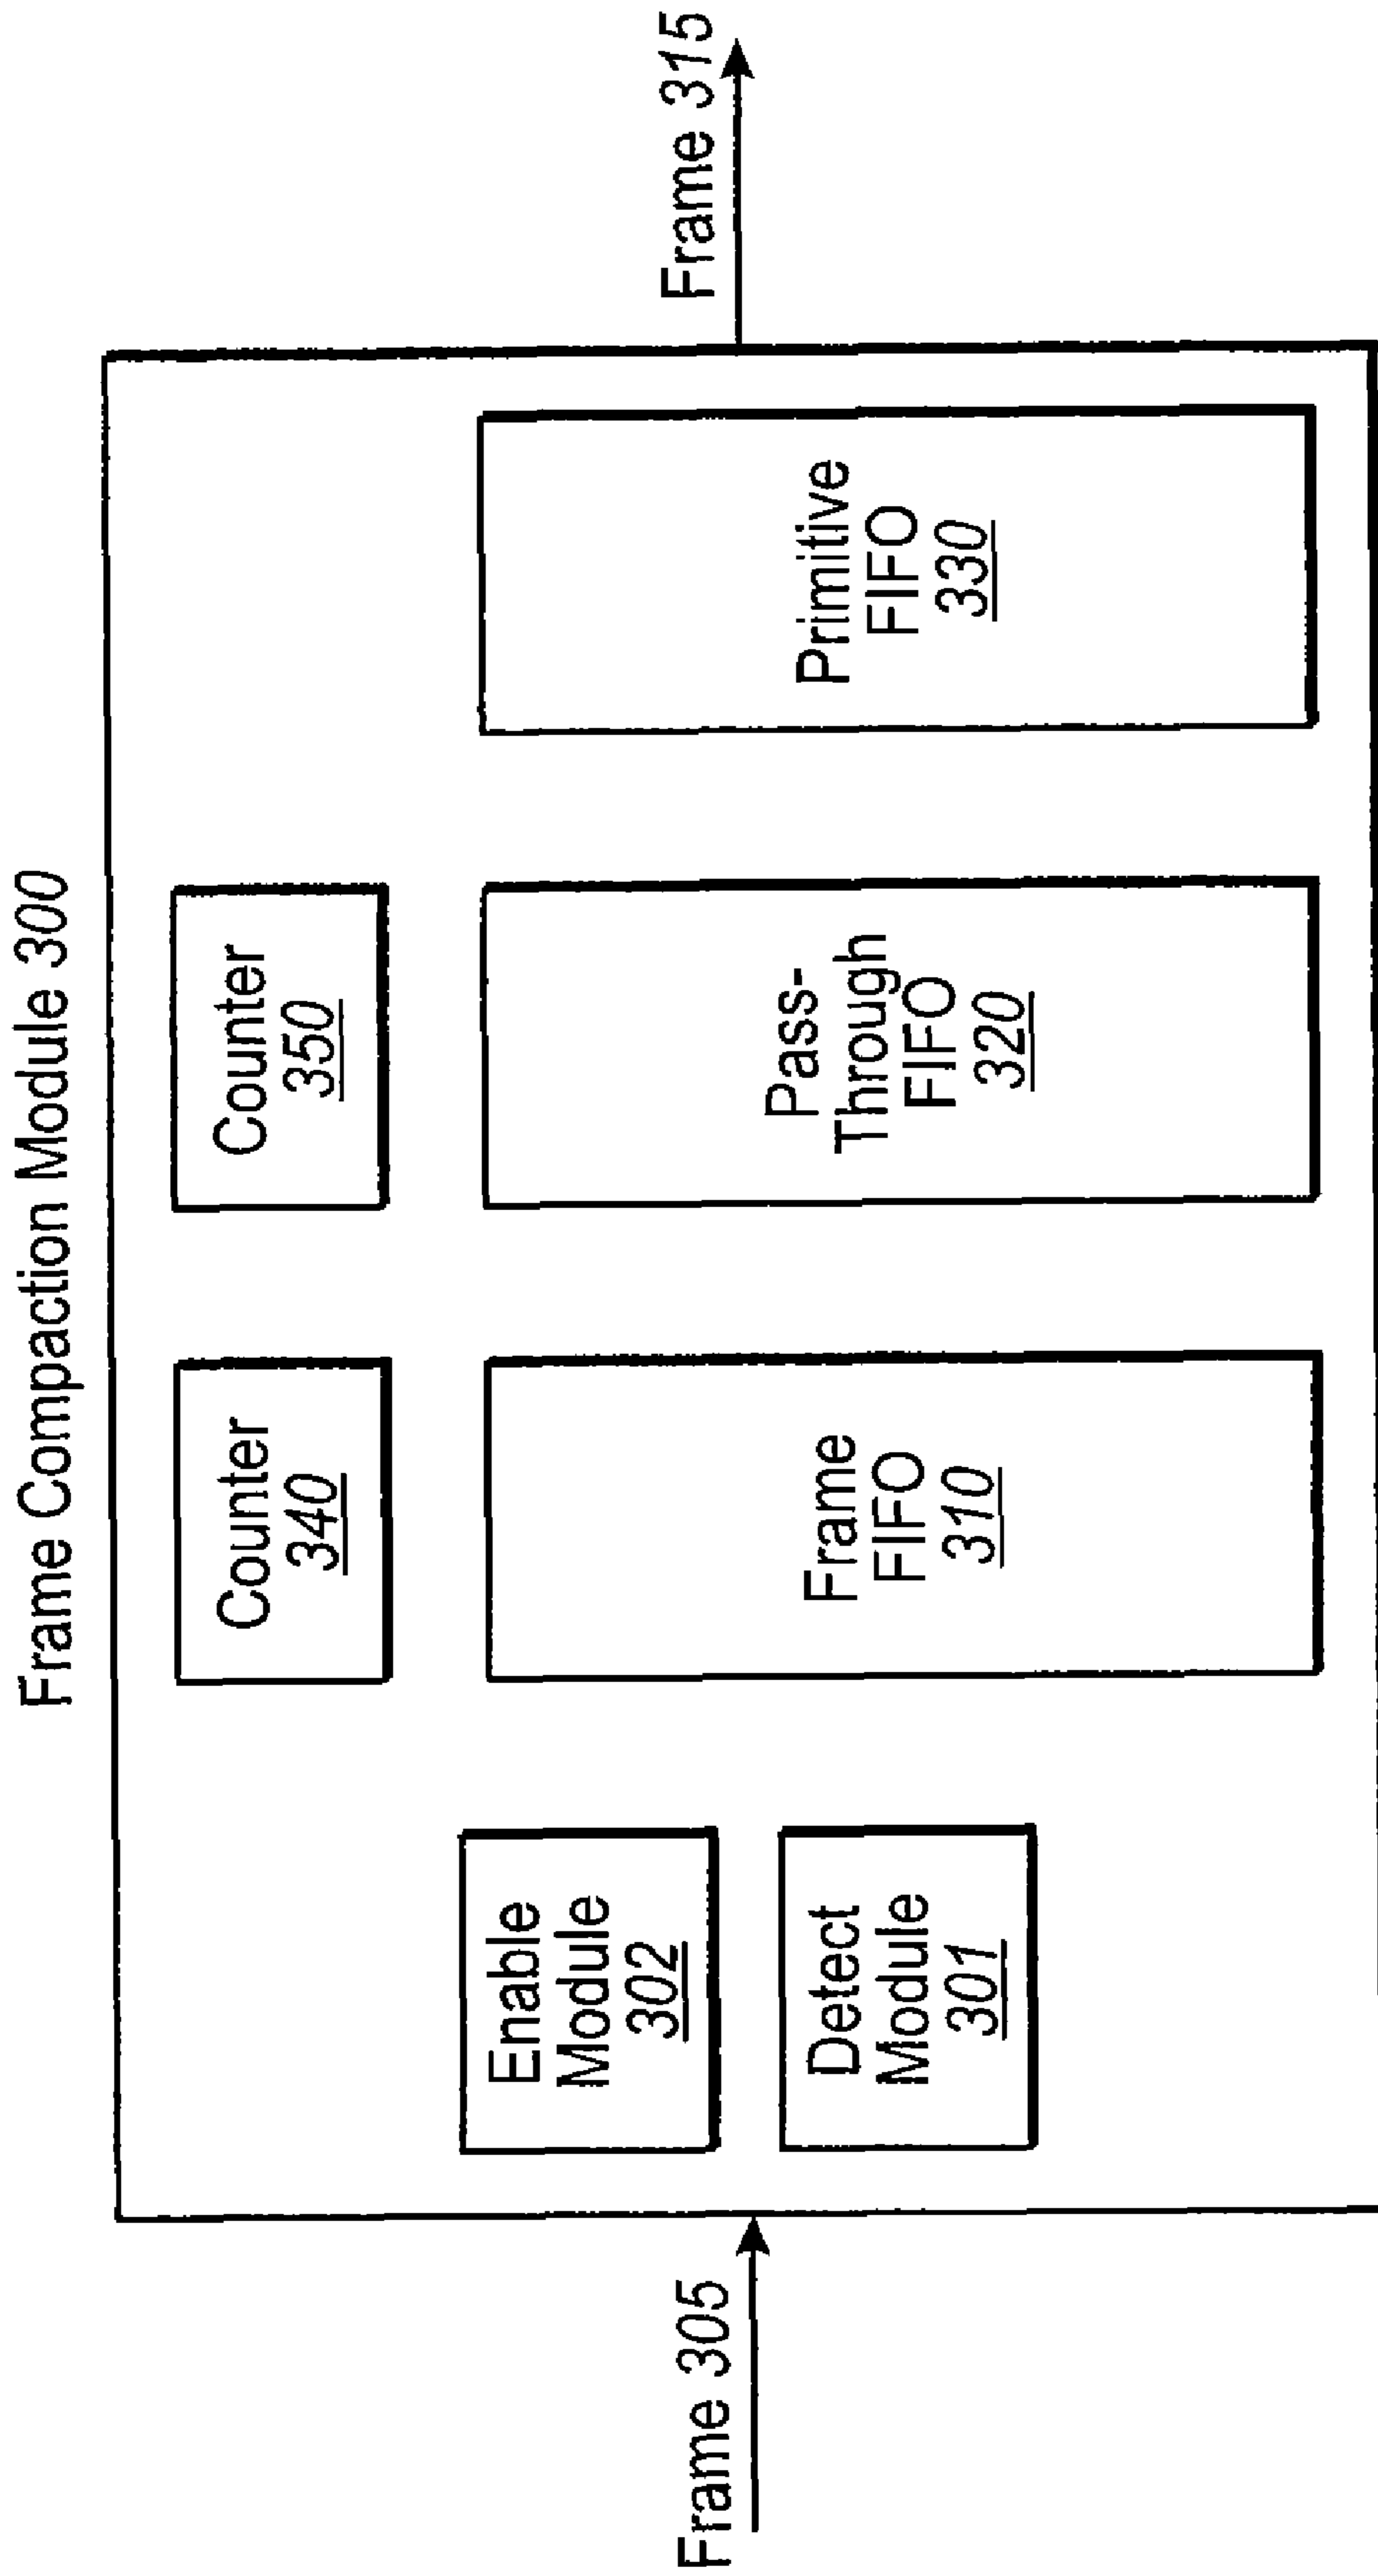 Frame Compaction Module 300
Frame 305
Enable
Module
302
Detect
Module
301
Counter
340
Frame
FIFO
310
Counter
350
Pass-
Through
FIFO
320
Primitive
FIFO
330
Frame 315